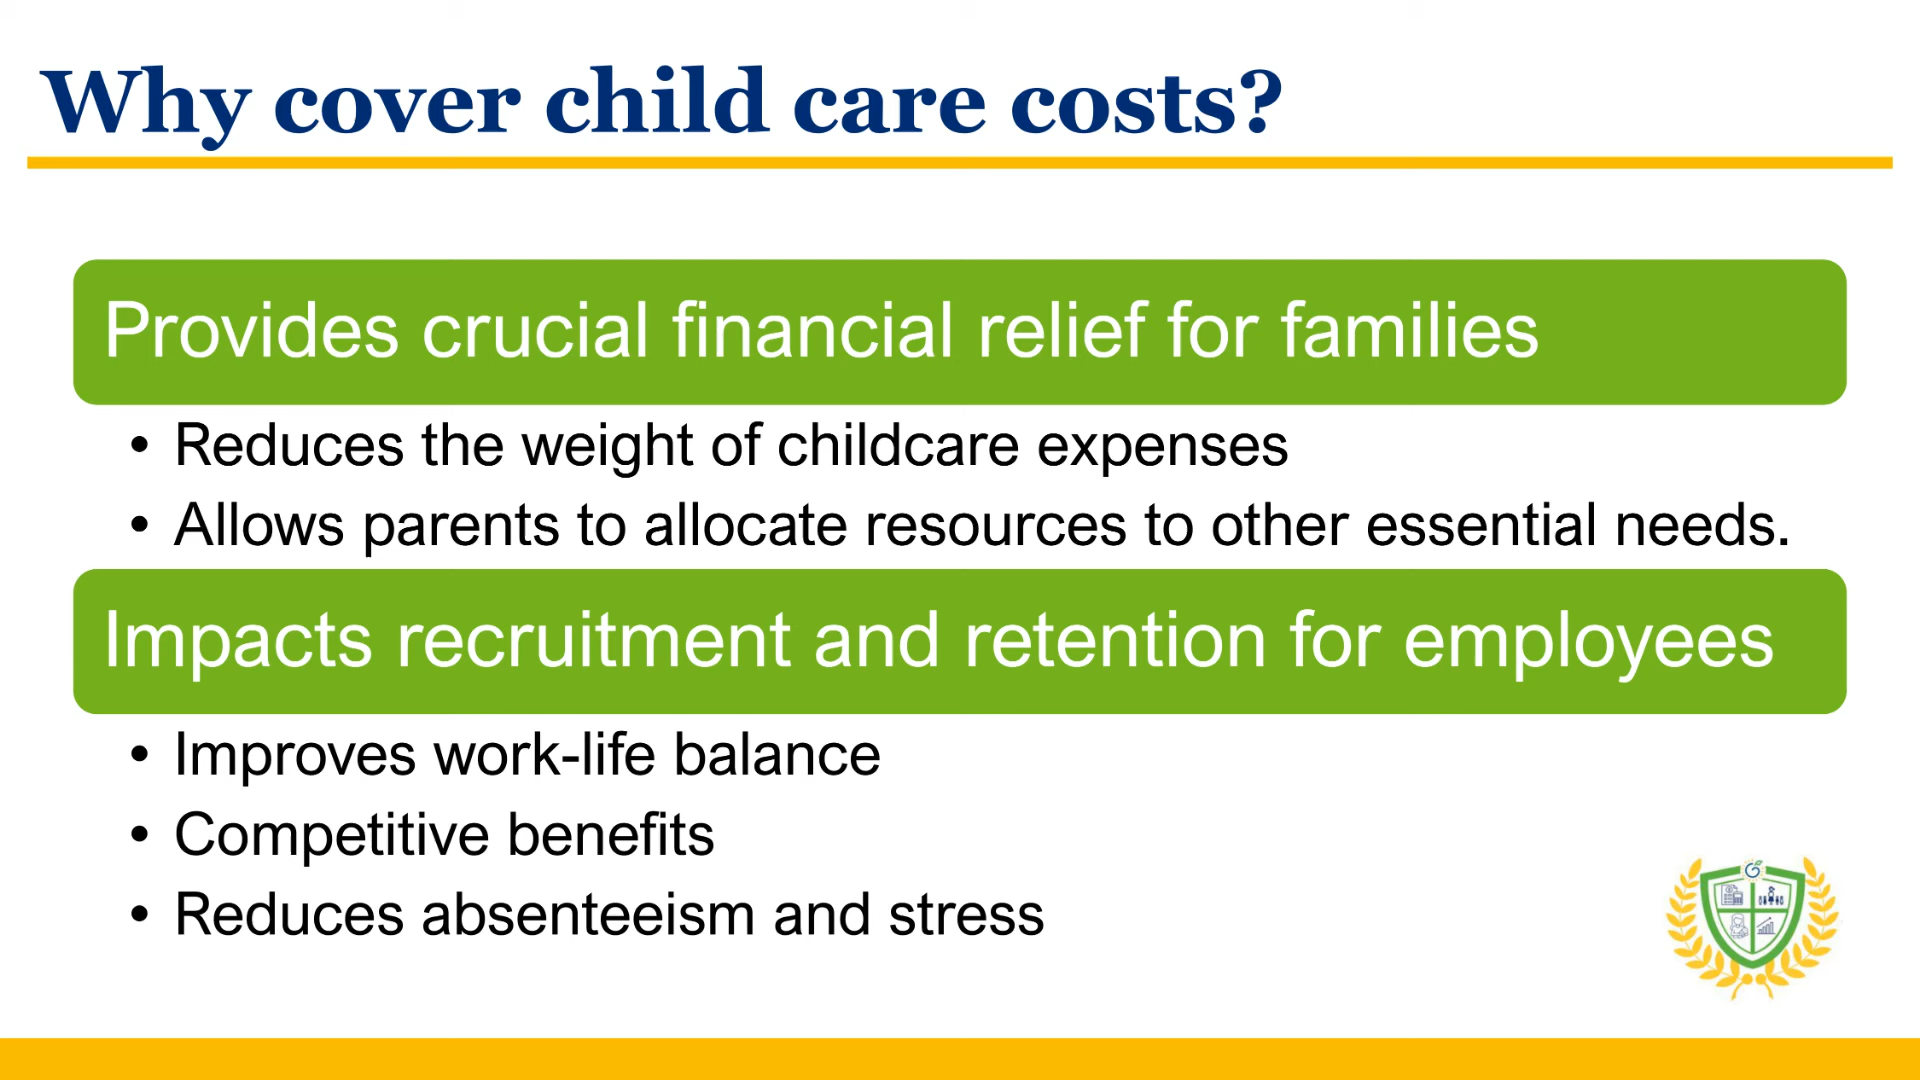 Why cover child care costs?
Provides crucial financial relief for families
• Reduces the weight of childcare expenses
• Allows parents to allocate resources to other essential needs.
Impacts recruitment and retention for employees
• Improves work-life balance
• Competitive benefits
• Reduces absenteeism and stress